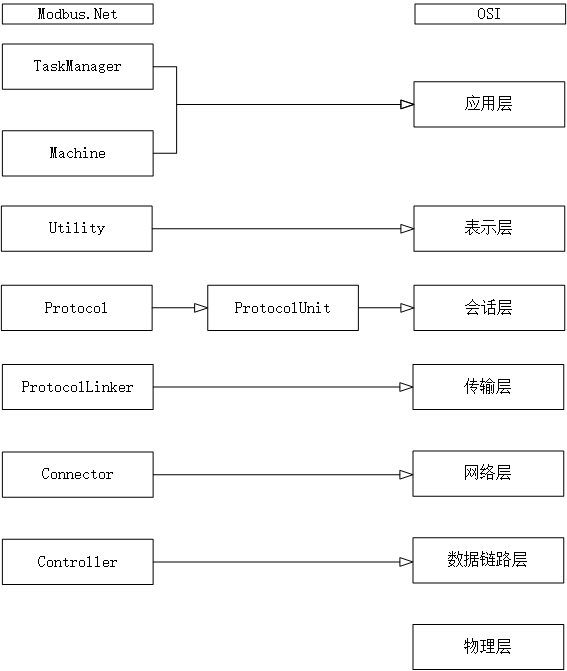 Modbus.Net
OSI
TaskManager
应用层
Machine
Utility
表示层
Protocol
ProtocolUnit
会话层
ProtocolLinker
传输层
Connector
网络层
Controller
数据链路层
物理层